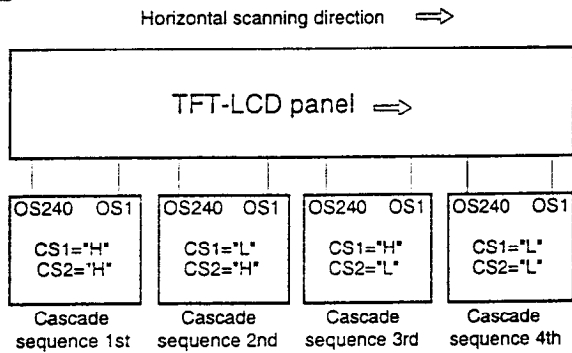 Horizontal scanning direction
TFT-LCD panel
OS240 OS1 OS240 OS1 OS240 OS1 OS240 OS1
CS1="H" CS1="L" CS1="H" CS1="L"
CS2="H" CS2="H" CS2="L" CS2="L"
Cascade Cascade Cascade Cascade
sequence 1st sequence 2nd sequence 3rd sequence 4th